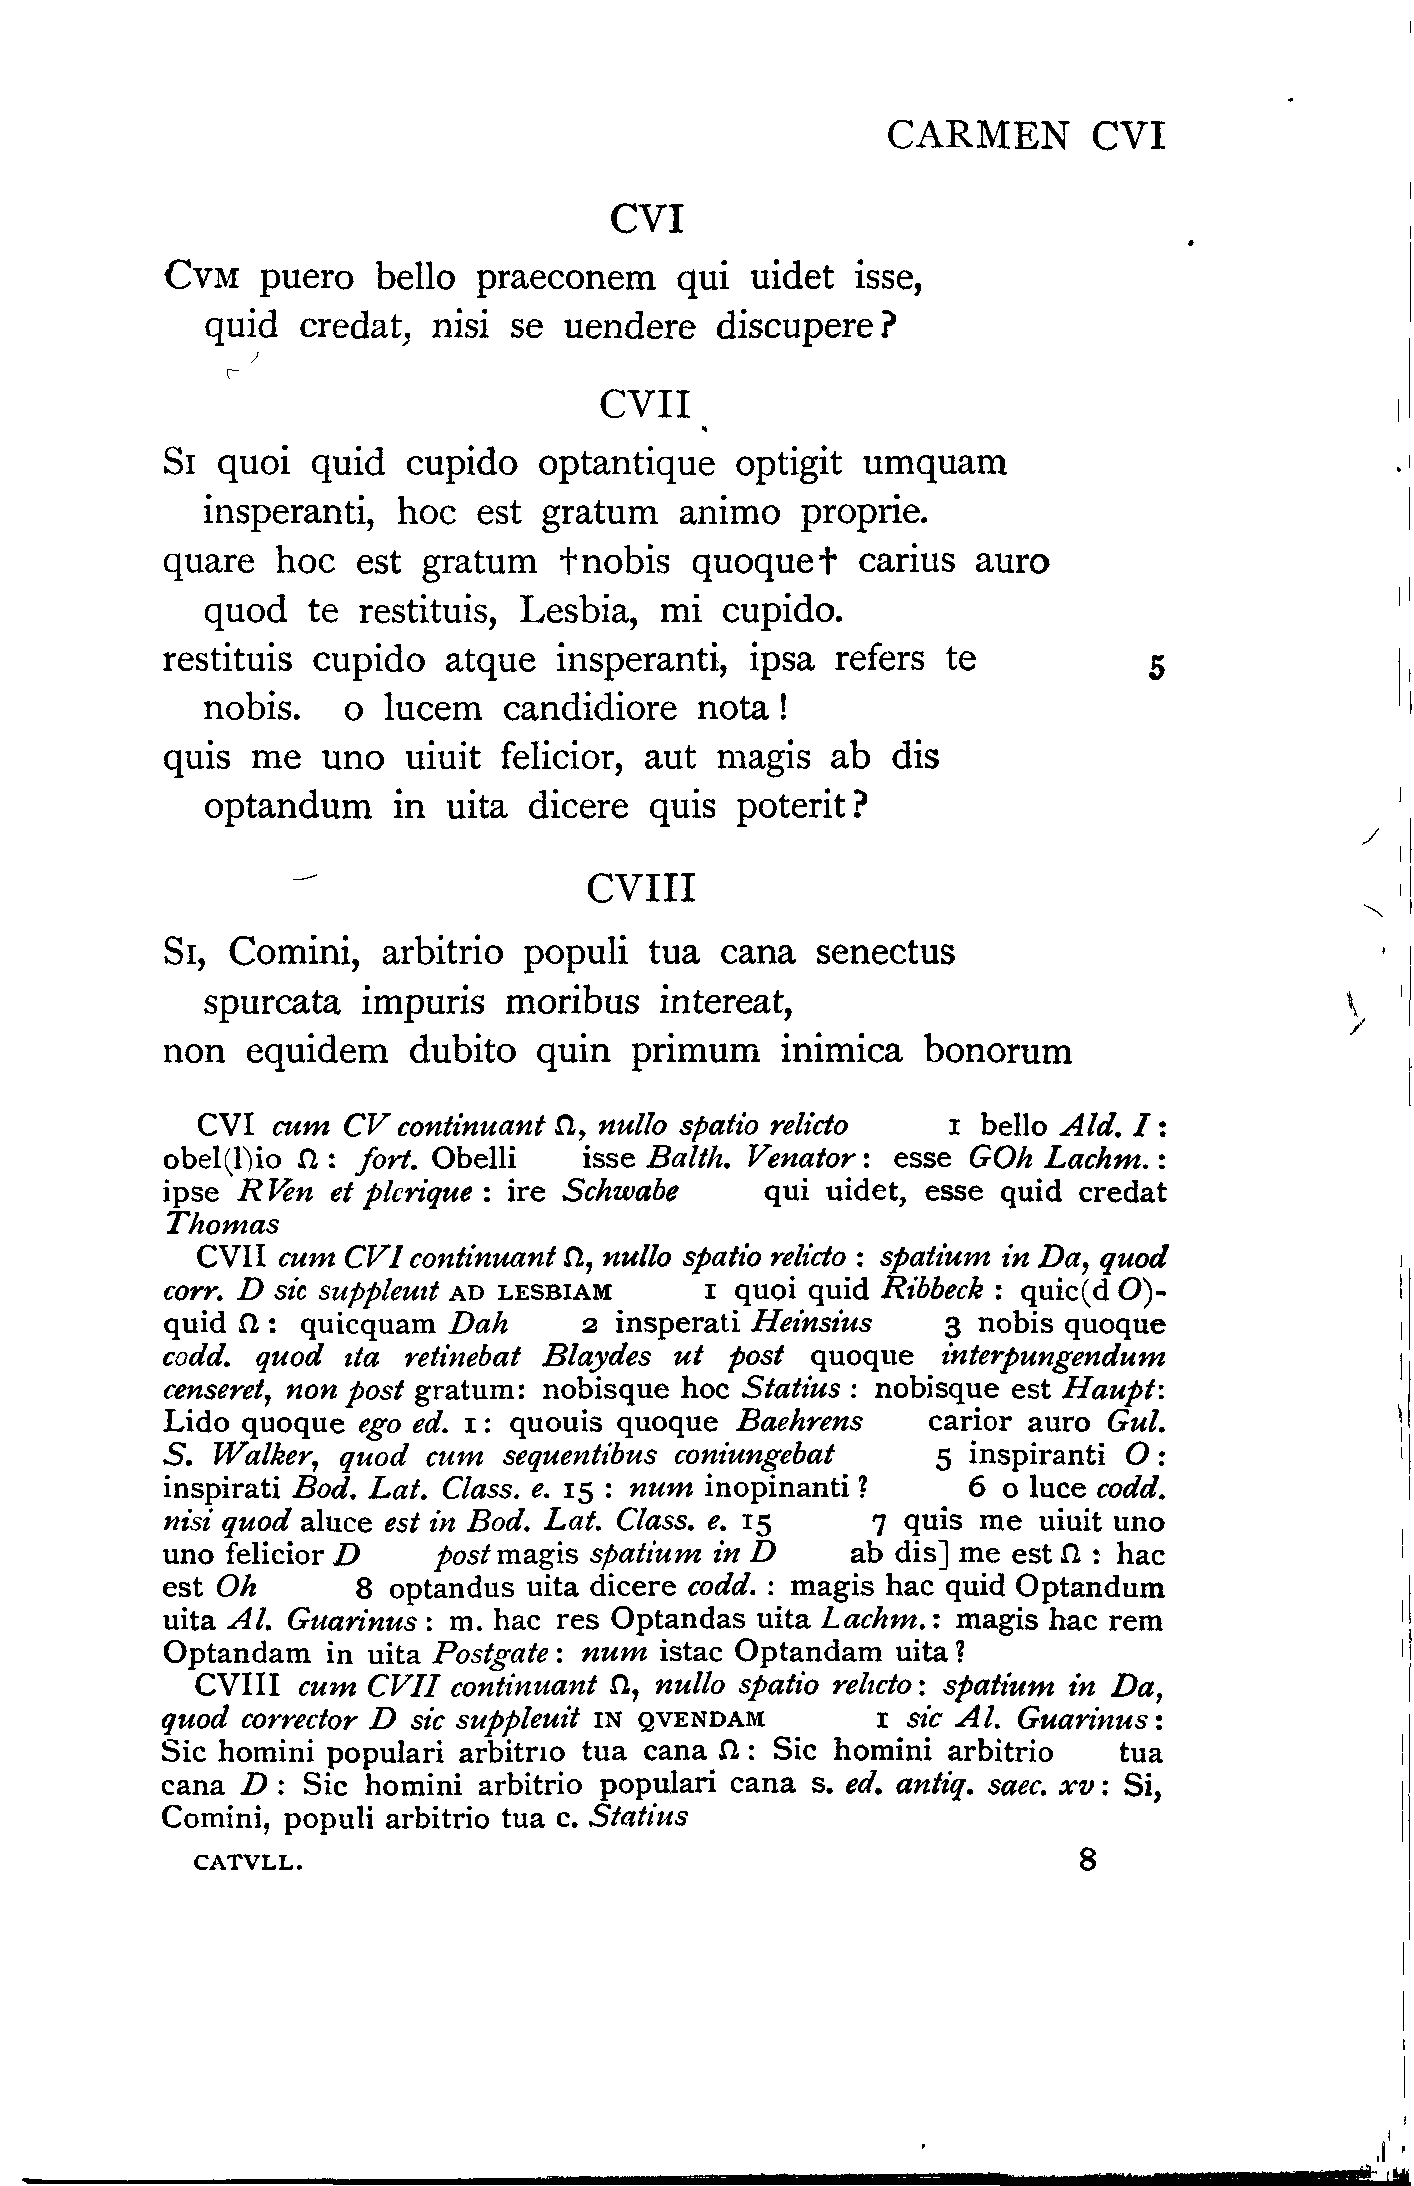 CARMEN CVI
CVI
CVM puero bello praeconem qui uidet isse,
quid credat, nisi se uendere discupere?
CVII
SI quoi quid cupido optantique optigit umquam
insperanti, hoc est gratum animo proprie.
quare hoc est gratum †nobis quoque† carius auro
quod te restituis, Lesbia, mi cupido.
restituis cupido atque insperanti, ipsa refers te 5
nobis. o lucem candidiore nota!
quis me uno uiuit felicior, aut magis ab dis
optandum in uita dicere quis poterit?
CVIII
SI, Comini, arbitrio populi tua cana senectus
spurcata impuris moribus intereat,
non equidem dubito quin primum inimica bonorum
CVI cum CV continuant Ω, nullo spatio relicto 1 bello Ald. I :
obel(l)io Ω : fort. Obelli isse Balth. Venator : esse GOh Lachm. :
ipse RVen et plerique : ire Schwabe qui uidet, esse quid credat
Thomas
CVII cum CVI continuant Ω, nullo spatio relicto : spatium in Da, quod
corr. D sic suppleuit AD LESBIAM 1 quoi quid Ribbeck : quic(d O)-
quid Ω : quicquam Dah 2 insperati Heinsius 3 nobis quoque
codd. quod ita retinebat Blaydes ut post quoque interpungendum
censeret, non post gratum: nobisque hoc Statius : nobisque est Haupt:
Lido quoque ego ed. 1 : quouis quoque Baehrens carior auro Gul.
S. Walker, quod cum sequentibus coniungebat 5 inspiranti O :
inspirati Bod. Lat. Class. e. 15 : num inopinanti? 6 o luce codd.
nisi quod aluce est in Bod. Lat. Class. e. 15 7 quis me uiuit uno
uno felicior D post magis spatium in D ab dis] me est Ω : hac
est Oh 8 optandus uita dicere codd. : magis hac quid Optandum
uita Al. Guarinus : m. hac res Optandas uita Lachm. : magis hac rem
Optandam in uita Postgate : num istac Optandam uita?
CVIII cum CVII continuant Ω, nullo spatio relicto : spatium in Da,
quod corrector D sic suppleuit IN QVENDAM 1 sic Al. Guarinus :
Sic homini populari arbitrio tua cana Ω : Sic homini arbitrio tua
cana D : Sic homini arbitrio populari cana s. ed. antiq. saec. xv : Si,
Comini, populi arbitrio tua c. Statius
CATVLL. 8